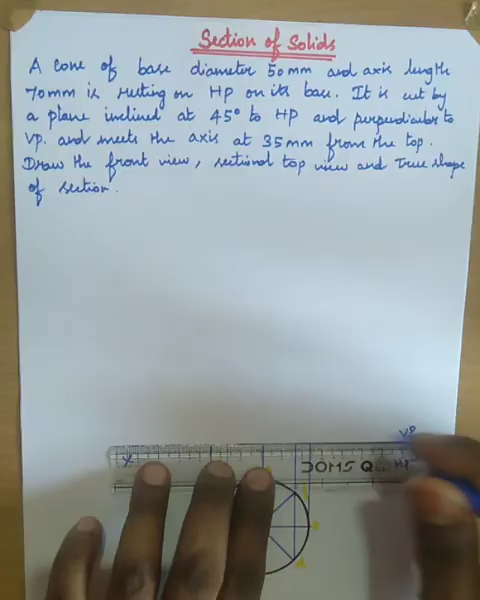 Section of Solids
A cone of base diameter 50mm and axis length
70mm is resting on HP on its base. It is cut by
a plane inclined at 45° to HP and perpendicular to
VP. and meets the axis at 35mm from the top.
Draw the front view, sectional top view and True shape
of section.
VP
X
DOMS
HP